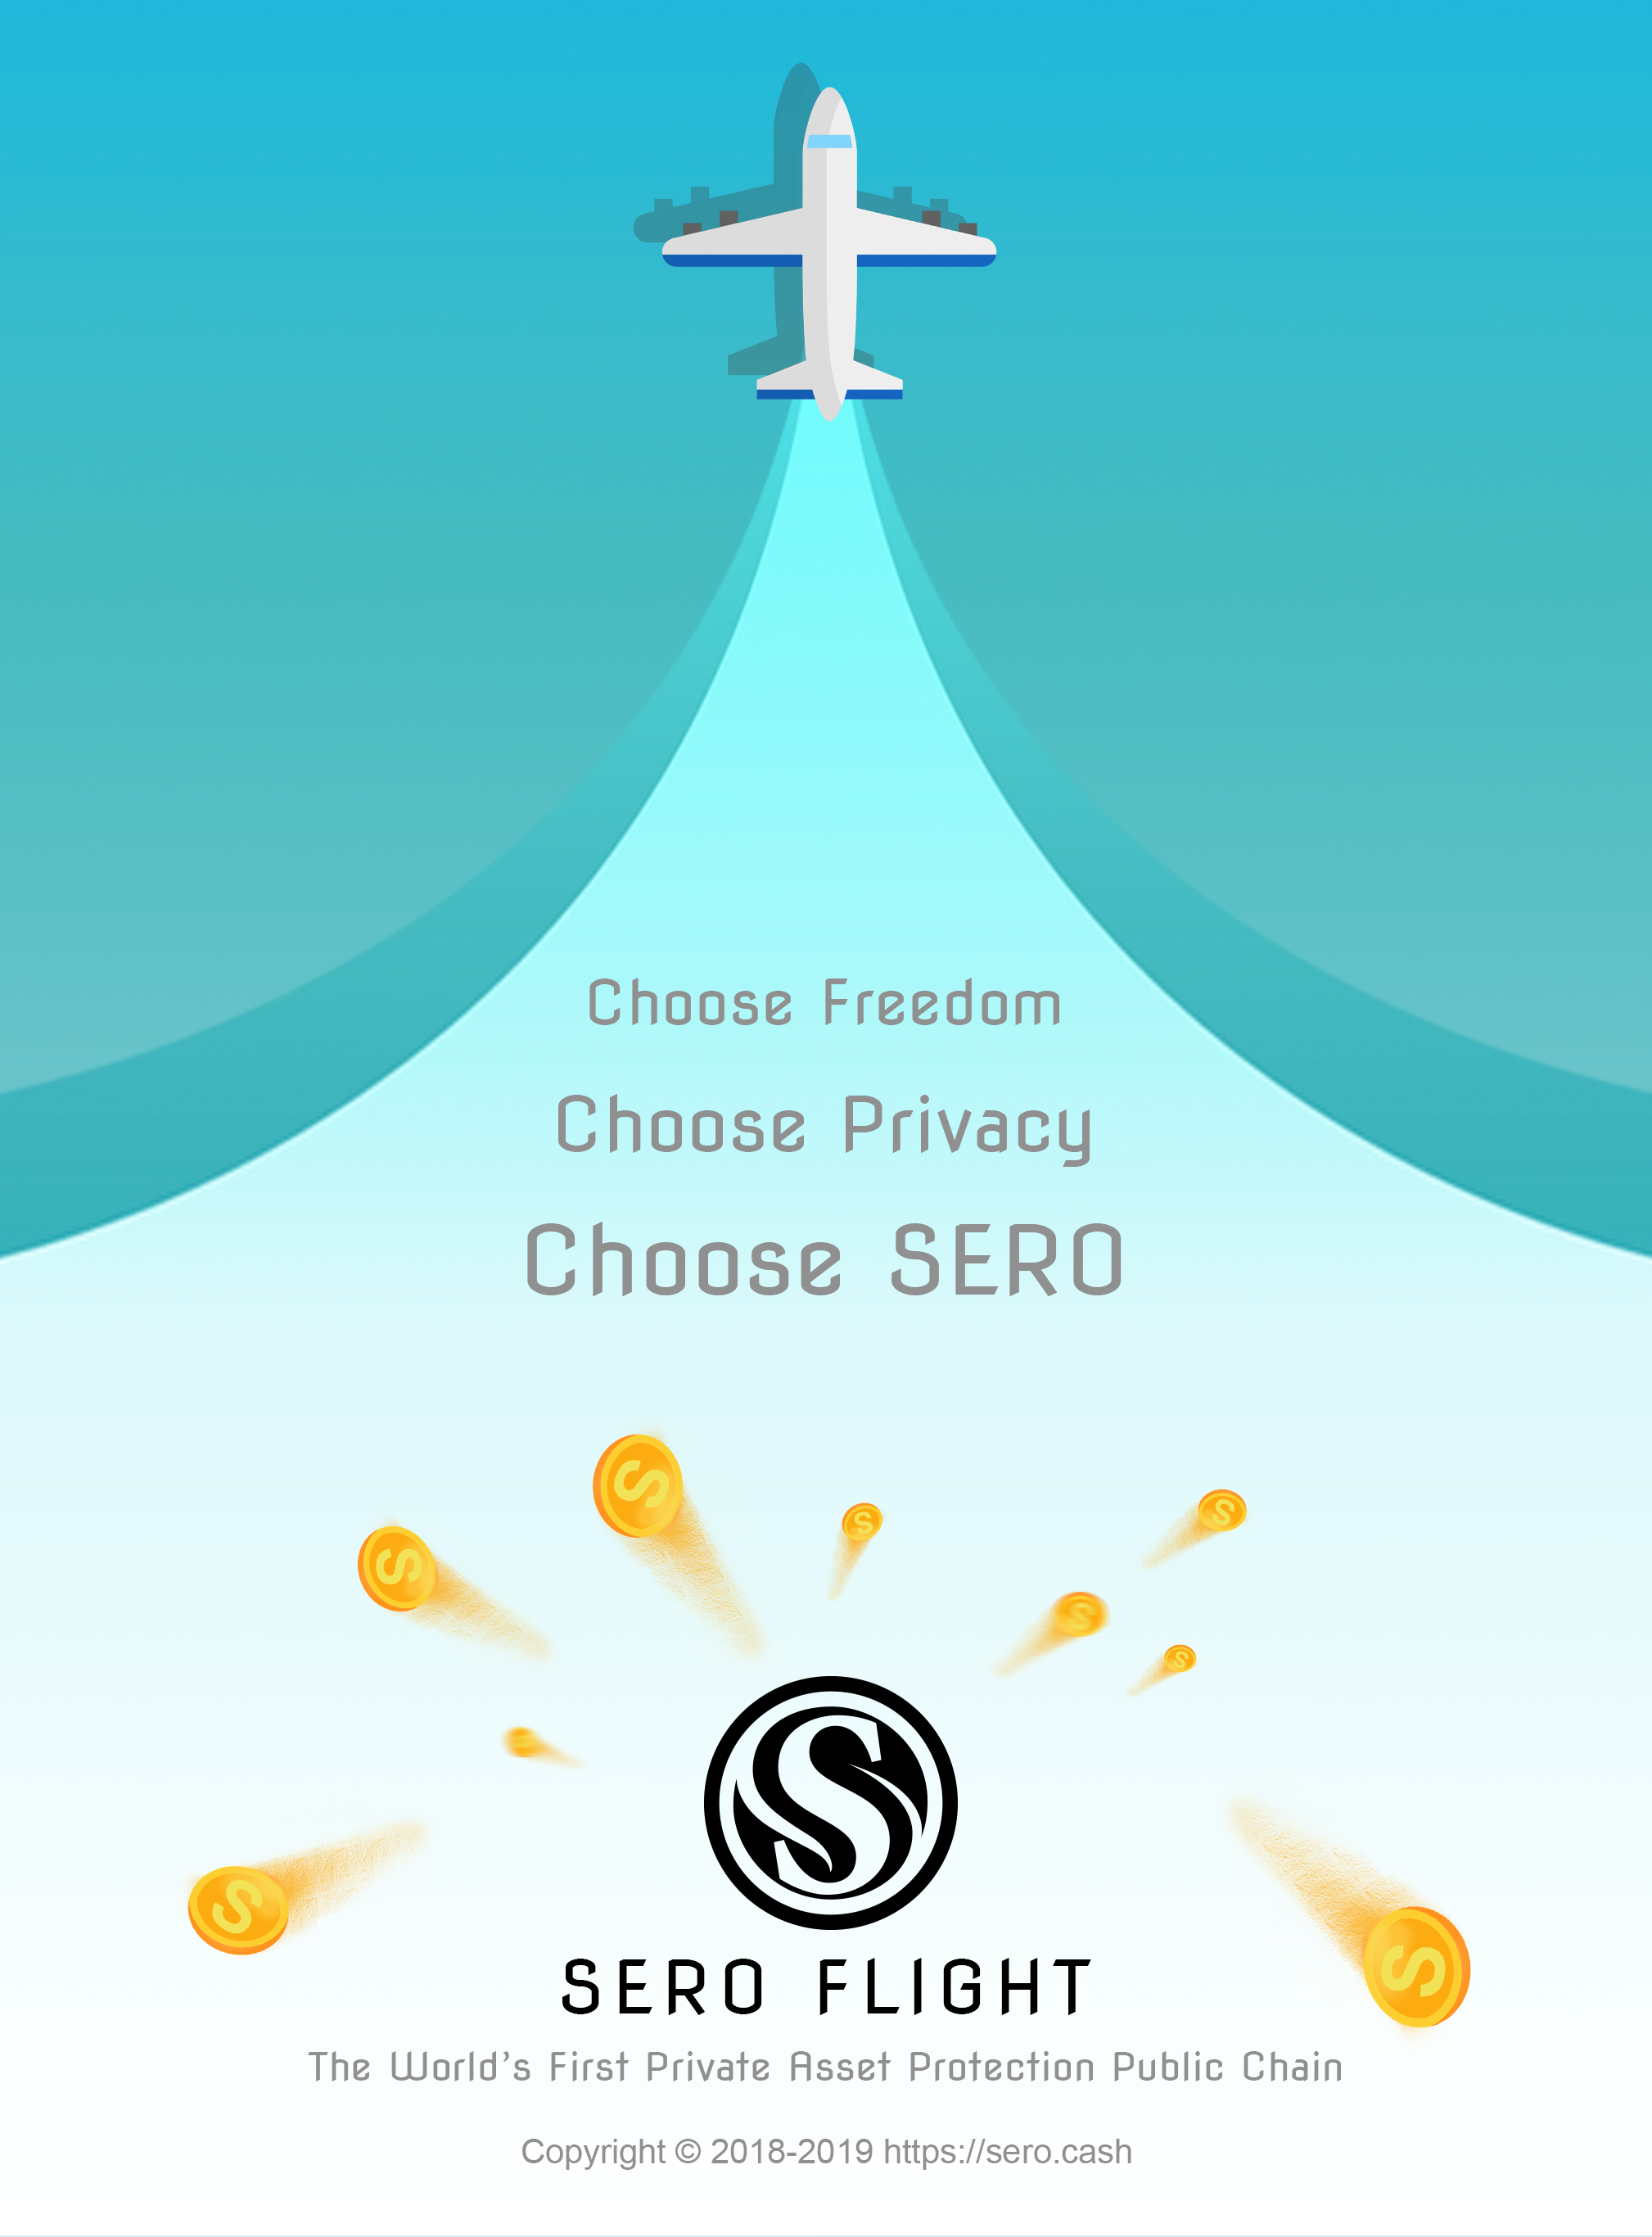 Choose Freedom
Choose Privacy
Choose SERO
S
S
S
S
S
S
S
S
S
SERO FLIGHT
The World's First Private Asset Protection Public Chain
Copyright © 2018-2019 https://sero.cash